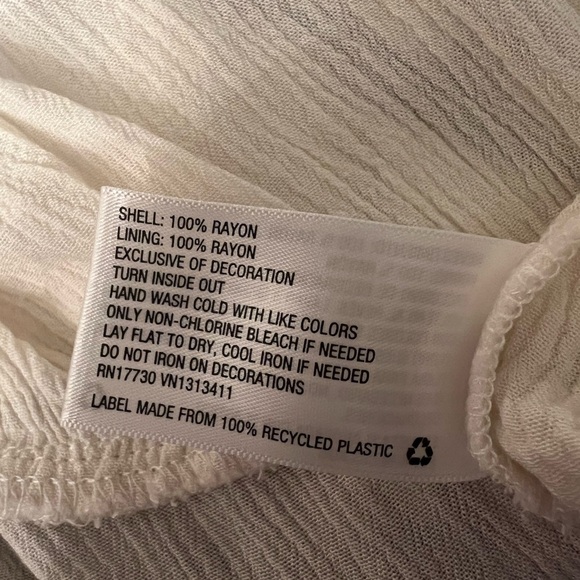 SHELL: 100% RAYON
LINING: 100% RAYON
EXCLUSIVE OF DECORATION
TURN INSIDE OUT
HAND WASH COLD WITH LIKE COLORS
ONLY NON-CHLORINE BLEACH IF NEEDED
LAY FLAT TO DRY, COOL IRON IF NEEDED
DO NOT IRON ON DECORATIONS
RN17730 VN1313411
LABEL MADE FROM 100% RECYCLED PLASTIC